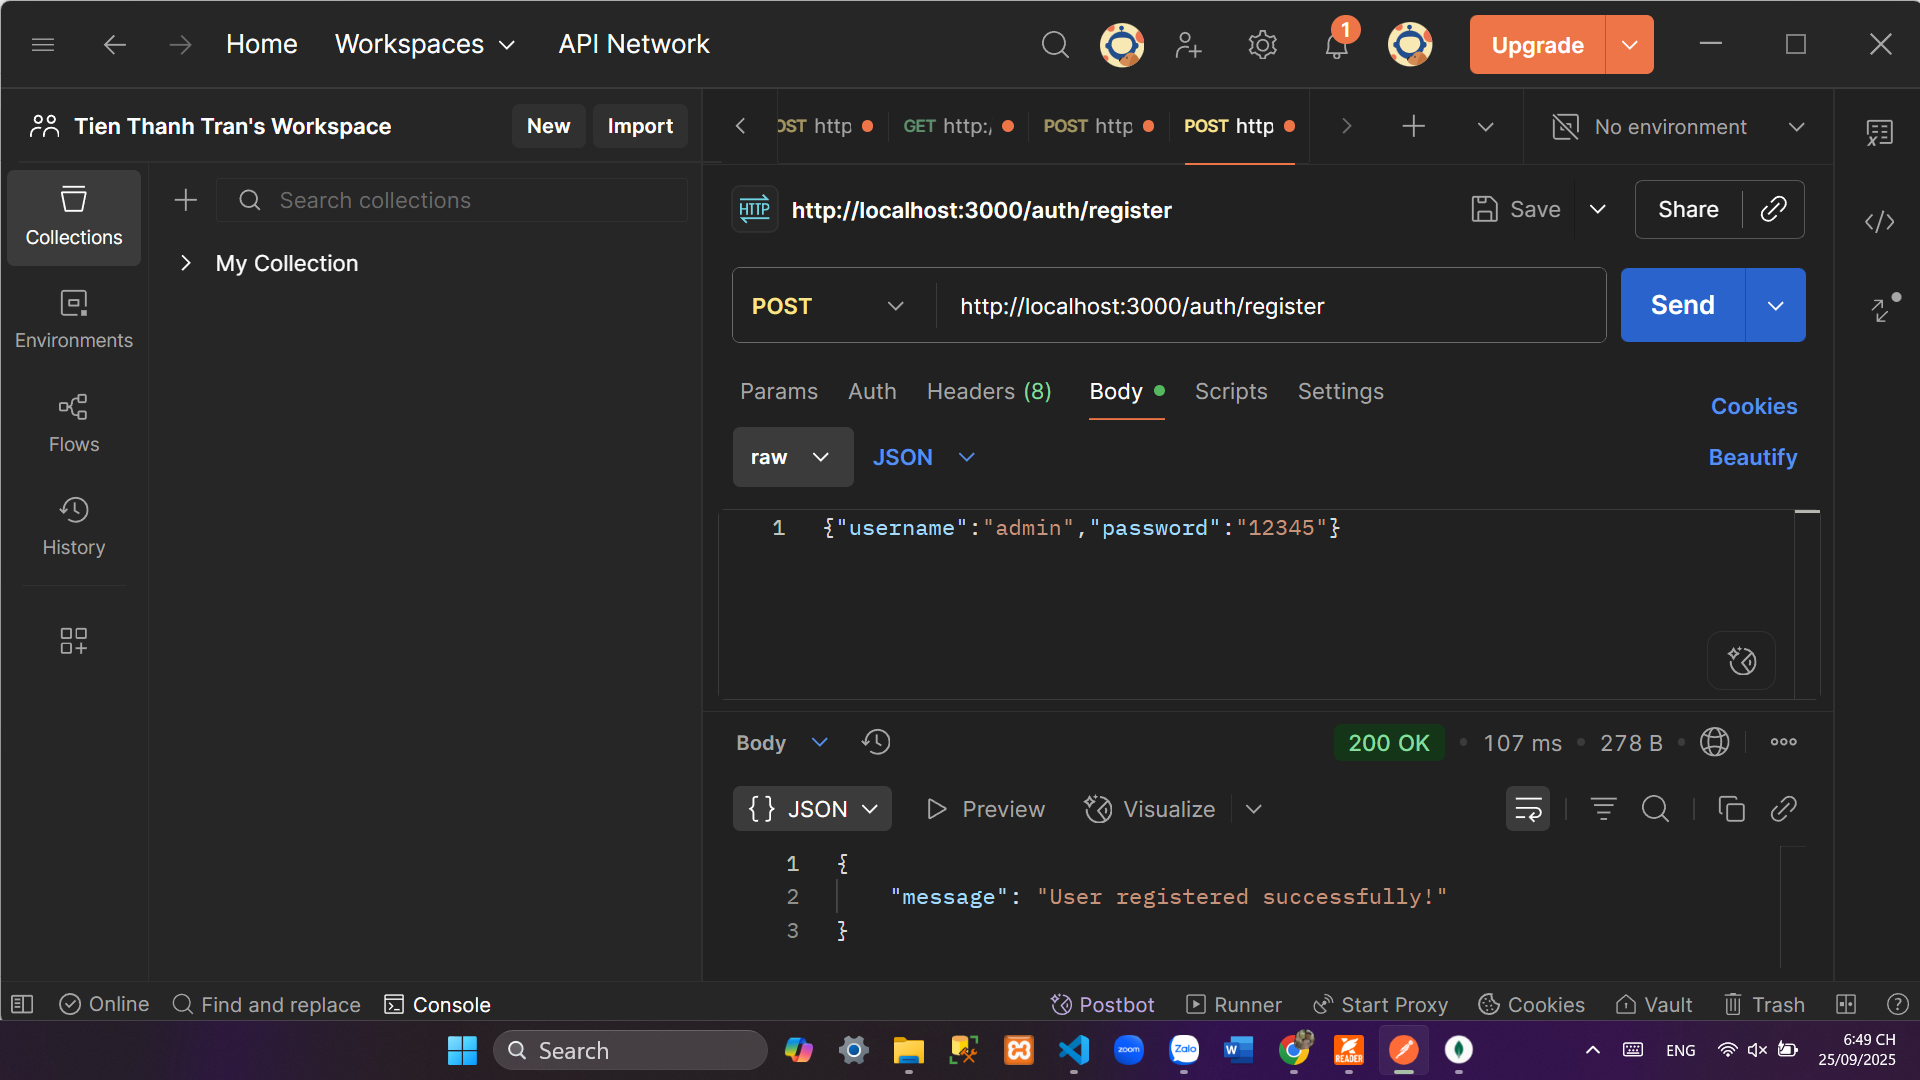 Home Workspaces API Network 1 Upgrade
Tien Thanh Tran's Workspace New Import
OST http GET http:/ POST http POST http No environment
Collections
Search collections
My Collection
Environments
Flows
History
HTTP http://localhost:3000/auth/register Save Share
POST http://localhost:3000/auth/register Send
Params Auth Headers (8) Body Scripts Settings Cookies
raw JSON Beautify
1 {"username":"admin","password":"12345"}
Body 200 OK 107 ms 278 B
{} JSON Preview Visualize
1 {
2 "message": "User registered successfully!"
3 }
Online Find and replace Console Postbot Runner Start Proxy Cookies Vault Trash
Search zoom Zalo W READER ENG 6:49 CH
25/09/2025